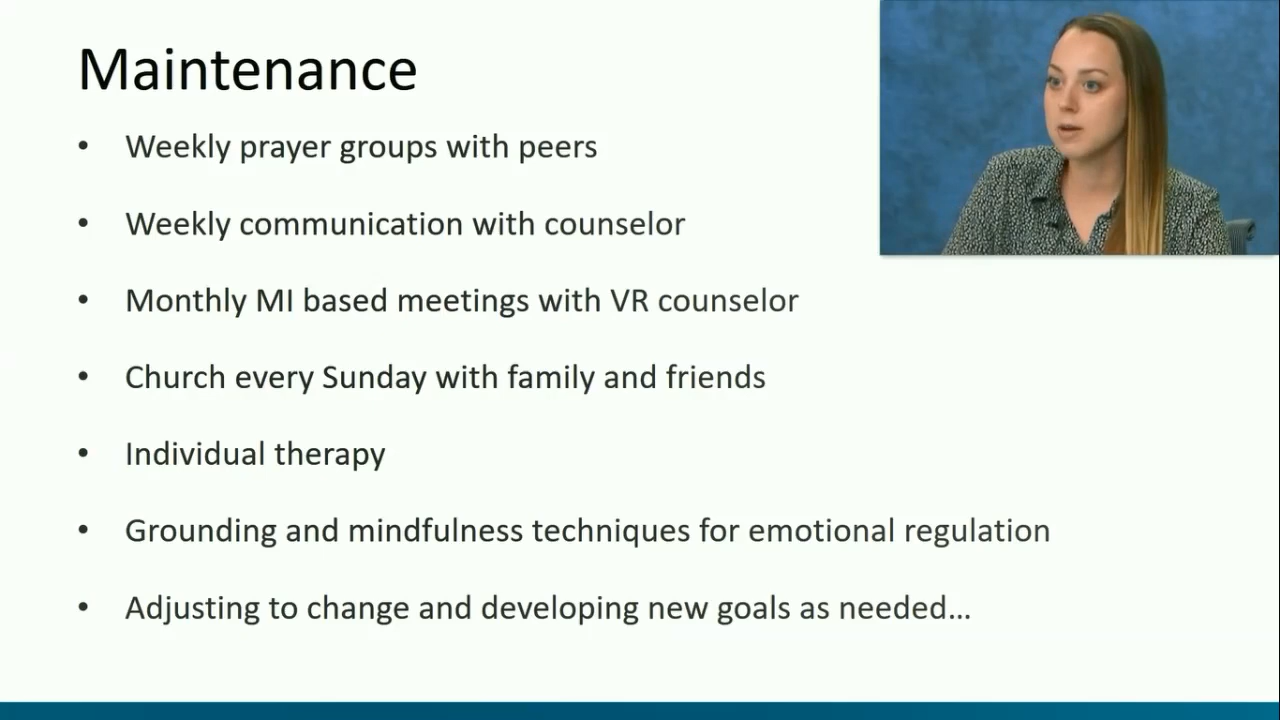 Maintenance
• Weekly prayer groups with peers
• Weekly communication with counselor
• Monthly MI based meetings with VR counselor
• Church every Sunday with family and friends
• Individual therapy
• Grounding and mindfulness techniques for emotional regulation
• Adjusting to change and developing new goals as needed…